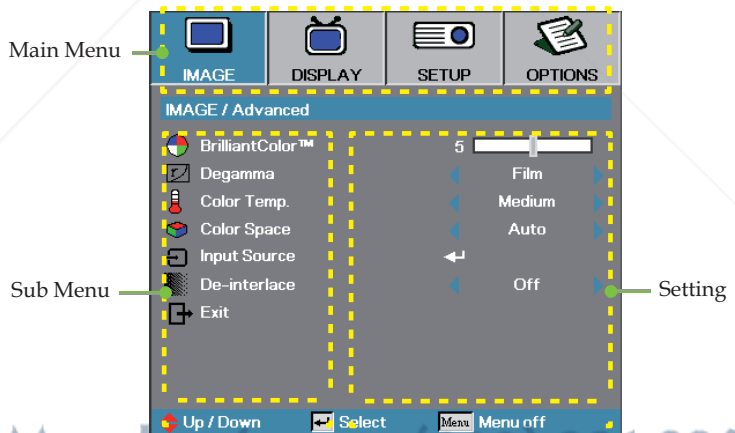 Main Menu
IMAGE DISPLAY SETUP OPTIONS
IMAGE / Advanced
BrilliantColor™ 5
Degamma Film
Color Temp. Medium
Color Space Auto
Input Source
Sub Menu De-interlace Off Setting
Exit
Up / Down Select Menu Menu off